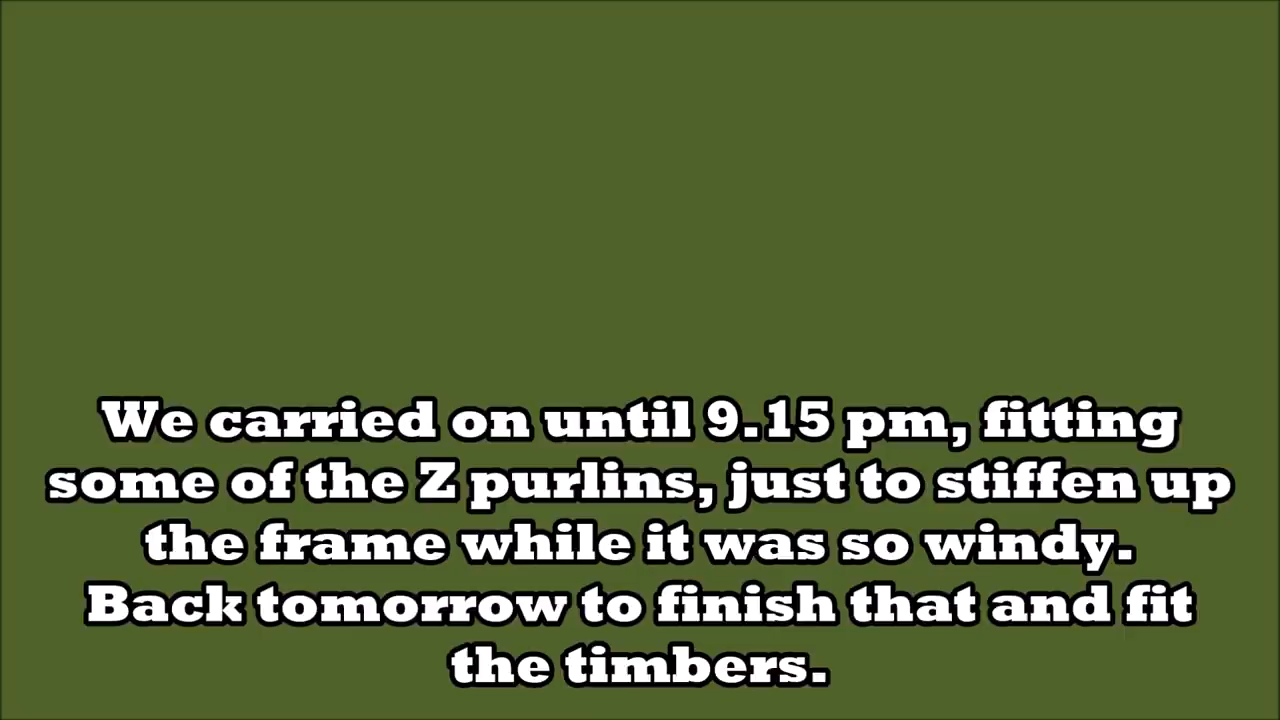 We carried on until 9.15 pm, fitting
some of the Z purlins, just to stiffen up
the frame while it was so windy.
Back tomorrow to finish that and fit
the timbers.